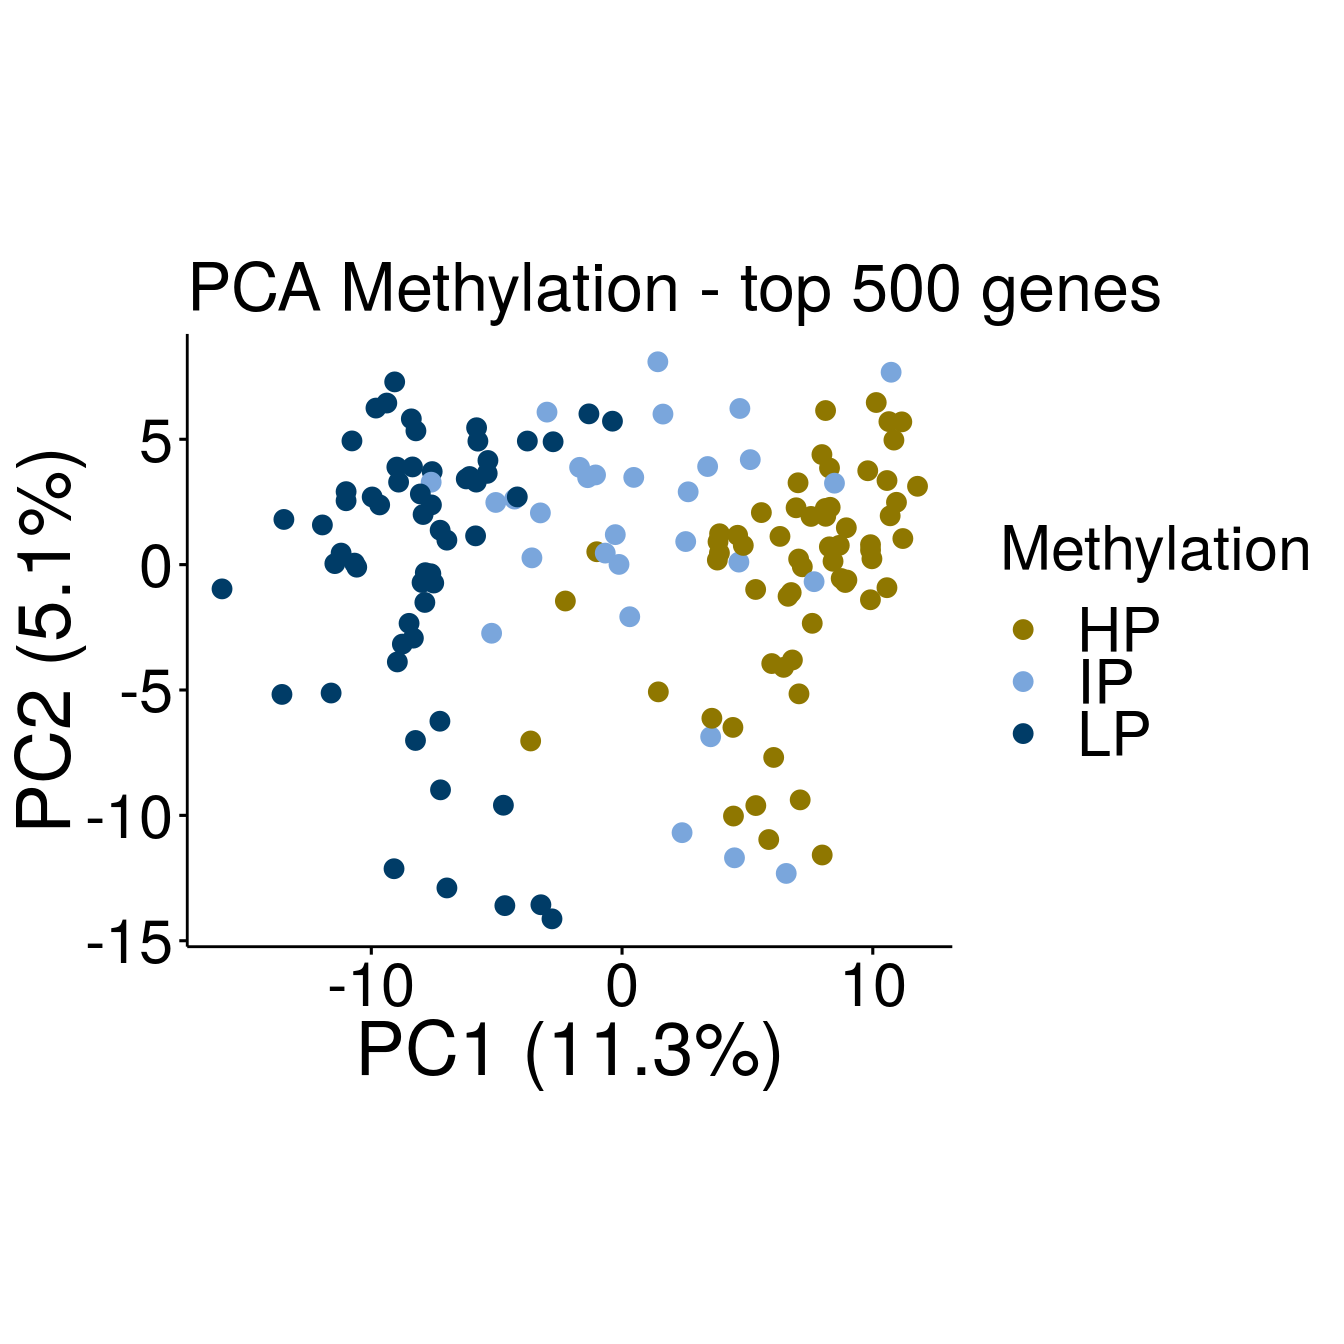 PCA Methylation - top 500 genes
PC2 (5.1%)
5
0
-5
-10
-15
-10 0 10
PC1 (11.3%)
Methylation
HP
IP
LP